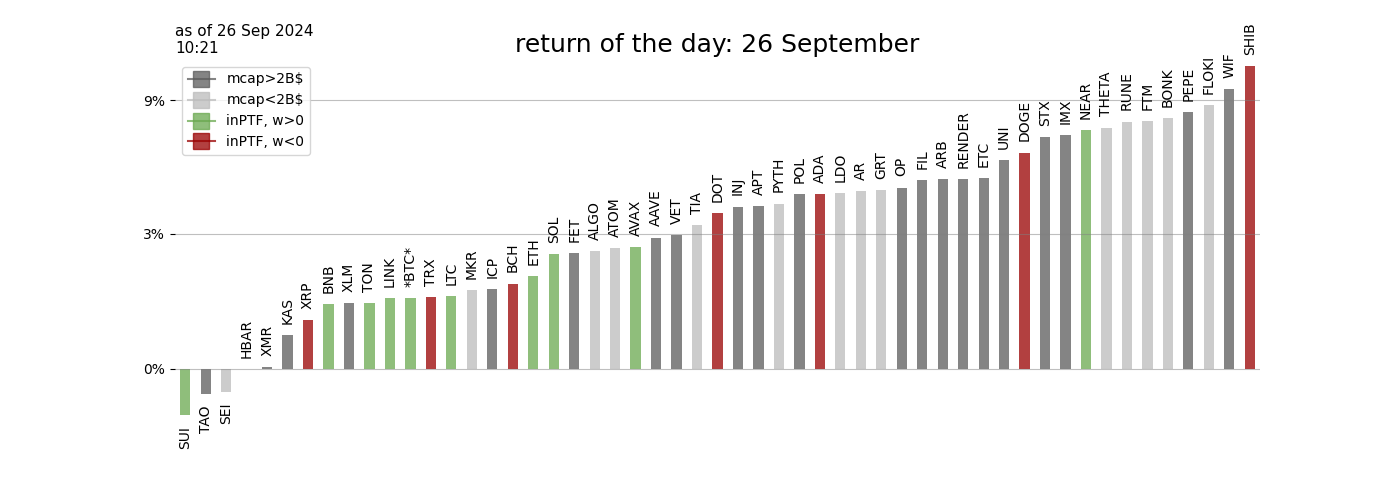 as of 26 Sep 2024
10:21
return of the day: 26 September
mcap>2B$
mcap<2B$
inPTF, w>0
inPTF, w<0
9%
3%
0%
SUI
TAO
SEI
HBAR
XMR
KAS
XRP
BNB
XLM
TON
LINK
*BTC*
TRX
LTC
MKR
ICP
BCH
ETH
SOL
FET
ALGO
ATOM
AVAX
AAVE
VET
TIA
DOT
INJ
APT
PYTH
POL
ADA
LDO
AR
GRT
OP
FIL
ARB
RENDER
ETC
UNI
DOGE
STX
IMX
NEAR
THETA
RUNE
FTM
BONK
PEPE
FLOKI
WIF
SHIB